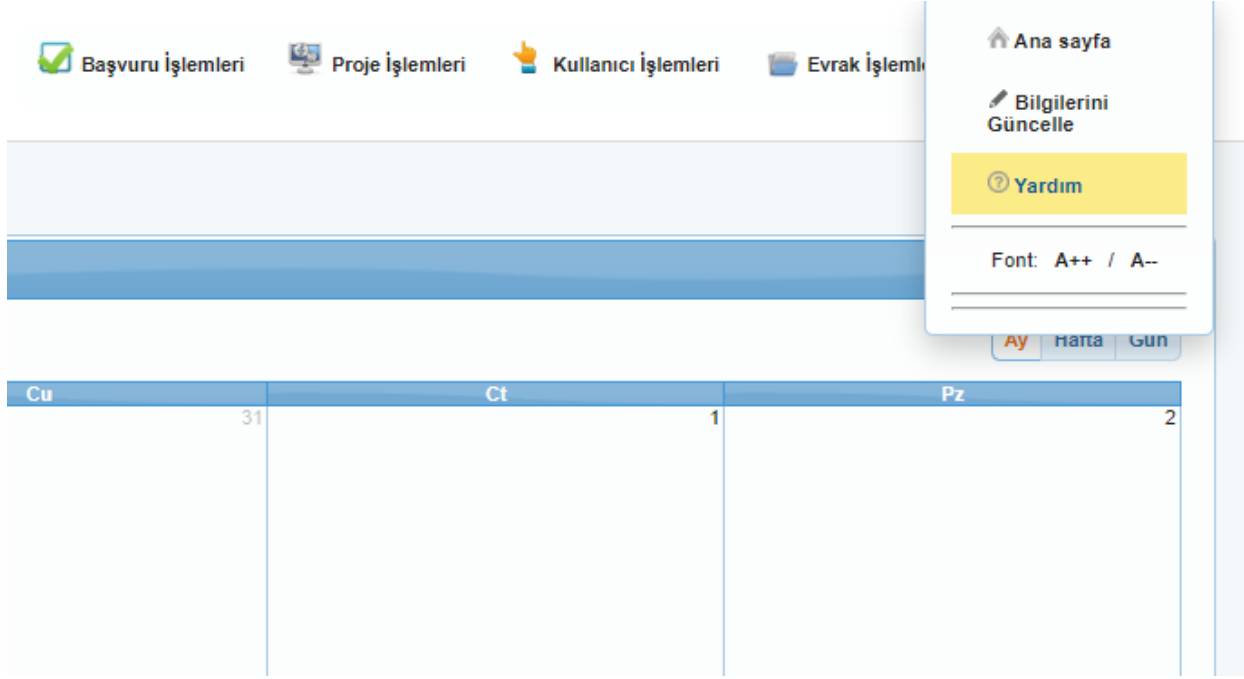 Başvuru İşlemleri Proje İşlemleri Kullanıcı İşlemleri Evrak
Ana sayfa
Bilgilerini
Güncelle
Yardım
Font: A++ / A--
Ay Hafta Gün
Cu Ct Pz
31 1 2